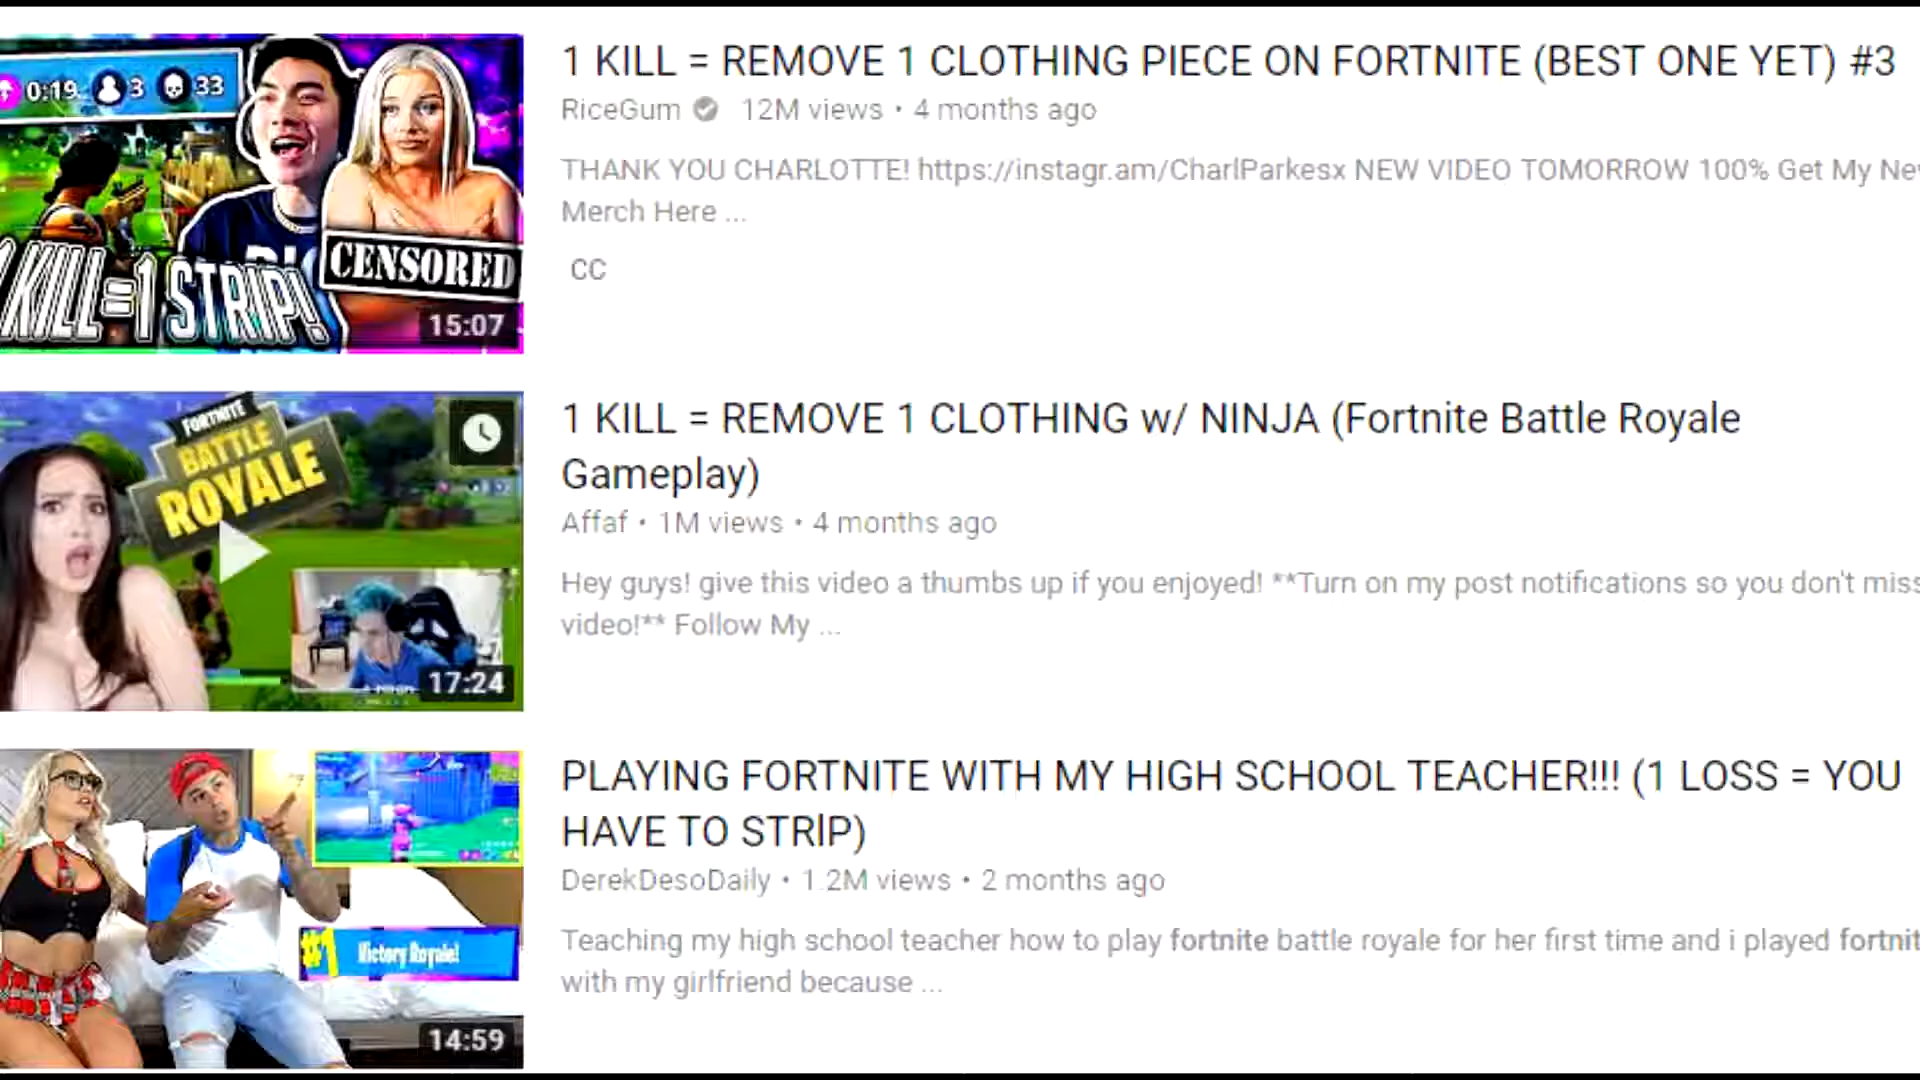 0:19 3 33
1 KILL=1 STRIP!
CENSORED
15:07
1 KILL = REMOVE 1 CLOTHING PIECE ON FORTNITE (BEST ONE YET) #3
RiceGum 12M views • 4 months ago
THANK YOU CHARLOTTE! https://instagr.am/CharlParkesx NEW VIDEO TOMORROW 100% Get My New
Merch Here ...
CC
FORTNITE
BATTLE
ROYALE
17:24
1 KILL = REMOVE 1 CLOTHING w/ NINJA (Fortnite Battle Royale
Gameplay)
Affaf • 1M views • 4 months ago
Hey guys! give this video a thumbs up if you enjoyed! **Turn on my post notifications so you don't miss
video!** Follow My ...
#1 Victory Royale!
14:59
PLAYING FORTNITE WITH MY HIGH SCHOOL TEACHER!!! (1 LOSS = YOU
HAVE TO STRlP)
DerekDesoDaily • 1.2M views • 2 months ago
Teaching my high school teacher how to play fortnite battle royale for her first time and i played fortnit
with my girlfriend because ...